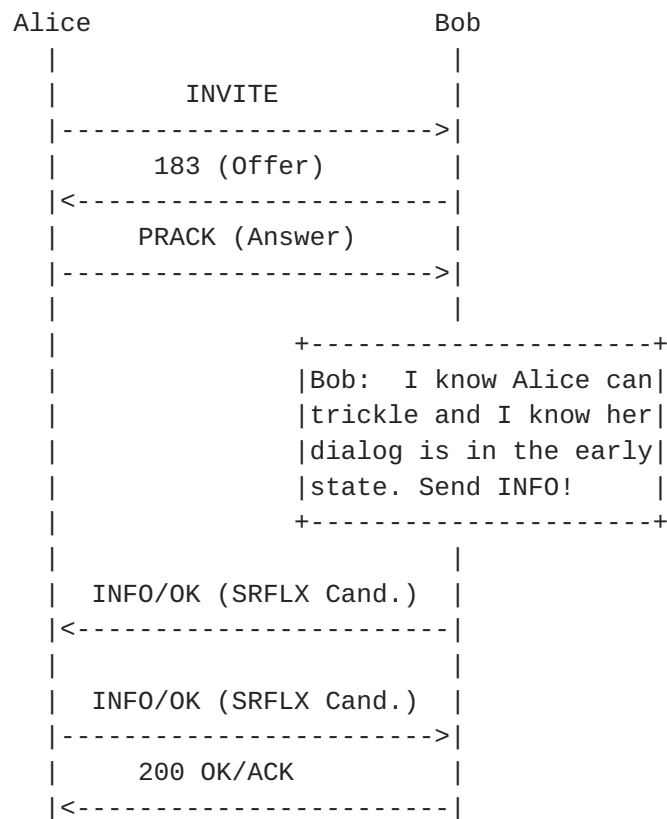 Alice Bob
INVITE
183 (Offer)
PRACK (Answer)
Bob: I know Alice can
trickle and I know her
dialog is in the early
state. Send INFO!
INFO/OK (SRFLX Cand.)
INFO/OK (SRFLX Cand.)
200 OK/ACK